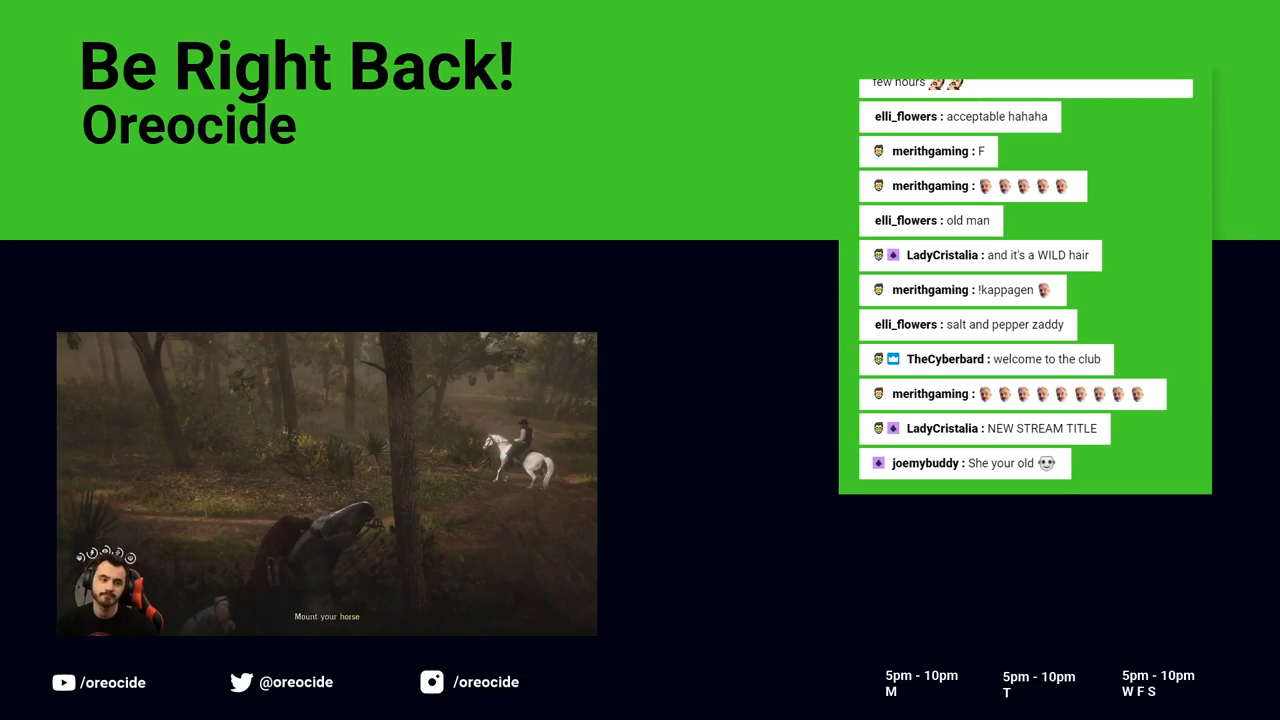 Be Right Back!
Oreocide
few hours
elli_flowers : acceptable hahaha
merithgaming : F
merithgaming :
elli_flowers : old man
LadyCristalia : and it's a WILD hair
merithgaming : !kappagen
elli_flowers : salt and pepper zaddy
TheCyberbard : welcome to the club
merithgaming :
LadyCristalia : NEW STREAM TITLE
joemybuddy : She your old
Mount your horse
/oreocide
@oreocide
/oreocide
5pm - 10pm
M
5pm - 10pm
T
5pm - 10pm
W F S